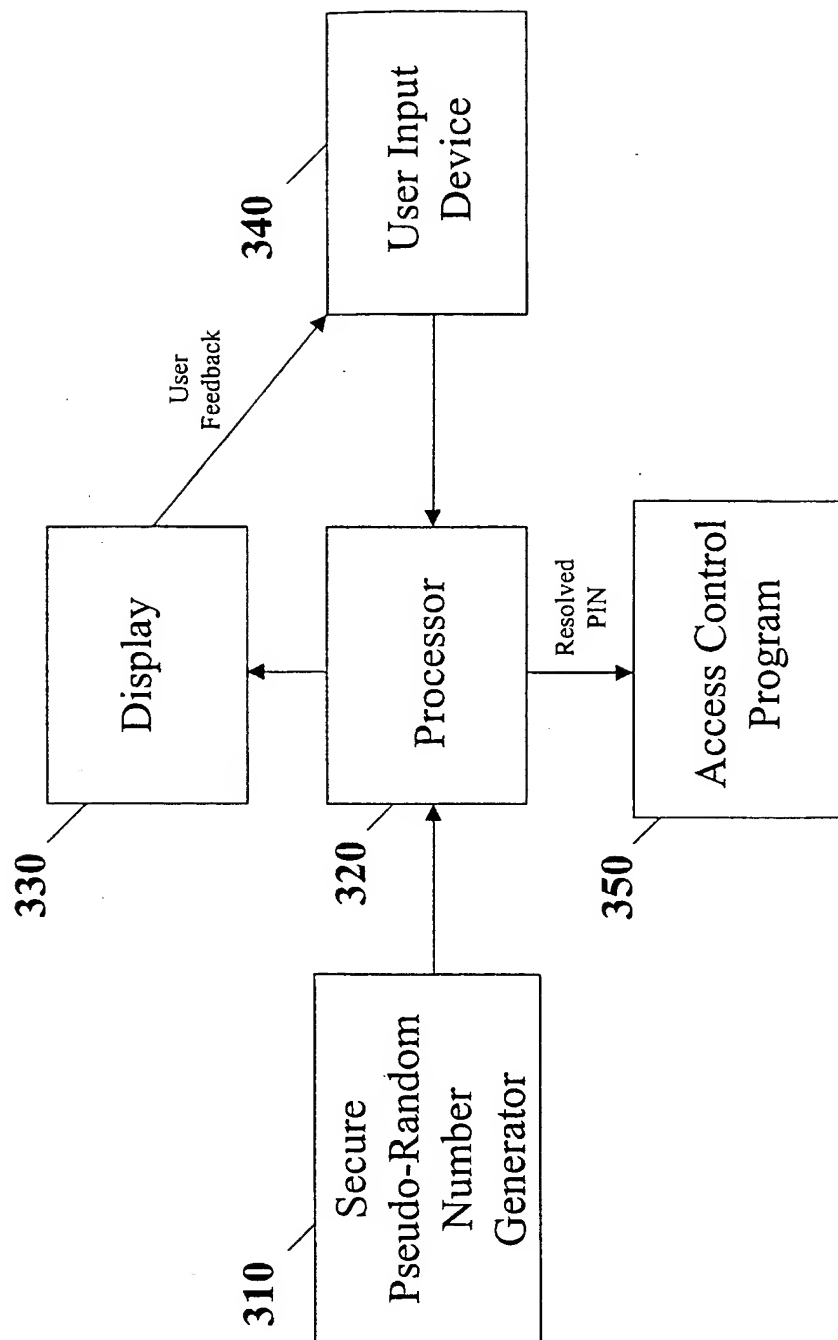 310
Secure
Pseudo-Random
Number
Generator
330
Display
User
Feedback
320
Processor
Resolved
PIN
340
User Input
Device
350
Access Control
Program